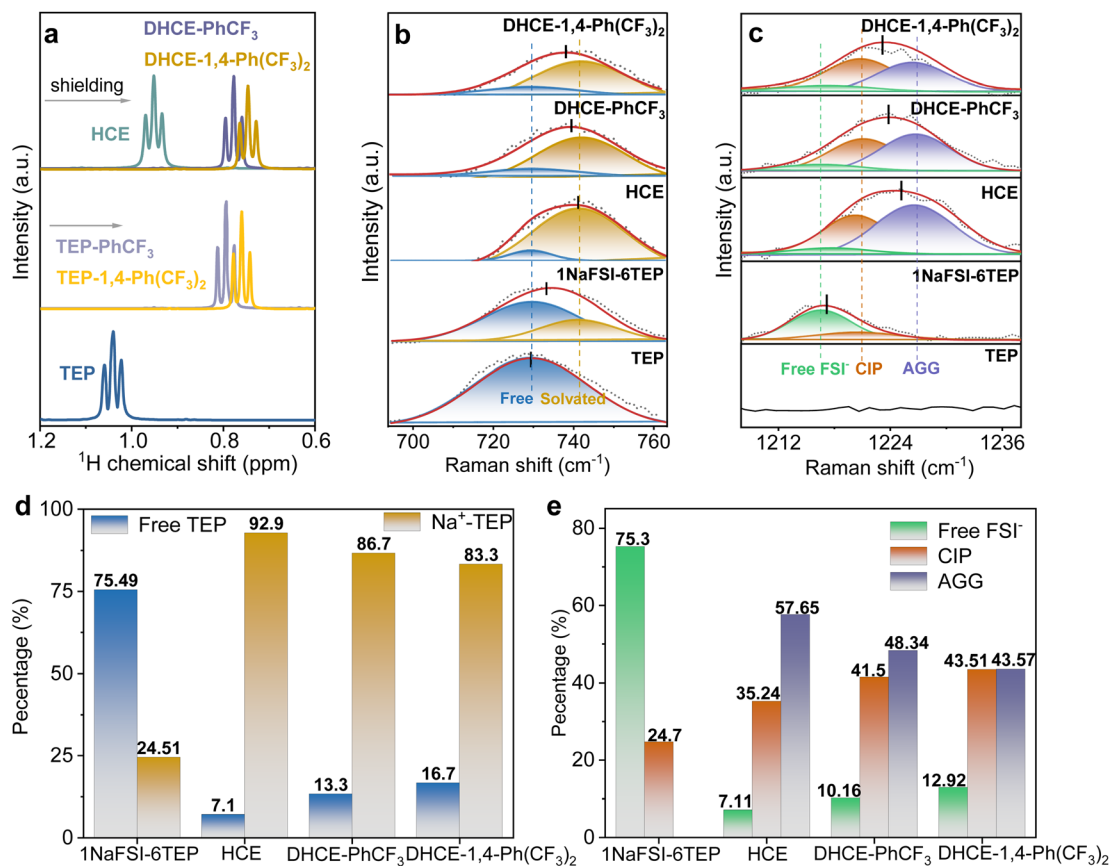 a
DHCE-PhCF₃
DHCE-1,4-Ph(CF₃)₂
shielding
HCE
TEP-PhCF₃
TEP-1,4-Ph(CF₃)₂
TEP
Intensity (a.u.)
1.2 1.0 0.8 0.6
¹H chemical shift (ppm)
b
DHCE-1,4-Ph(CF₃)₂
DHCE-PhCF₃
HCE
1NaFSI-6TEP
TEP
Free Solvated
Intensity (a.u.)
700 720 740 760
Raman shift (cm⁻¹)
c
DHCE-1,4-Ph(CF₃)₂
DHCE-PhCF₃
HCE
1NaFSI-6TEP
Free FSI⁻ CIP AGG
TEP
Intensity (a.u.)
1212 1224 1236
Raman shift (cm⁻¹)
d
Free TEP
Na⁺-TEP
Pecentage (%)
100
75
50
25
0
75.49
24.51
7.1
92.9
13.3
86.7
16.7
83.3
1NaFSI-6TEP HCE DHCE-PhCF₃ DHCE-1,4-Ph(CF₃)₂
e
Free FSI⁻
CIP
AGG
Pecentage (%)
80
60
40
20
0
75.3
24.7
7.11
35.24
57.65
10.16
41.5
48.34
12.92
43.51
43.57
1NaFSI-6TEP HCE DHCE-PhCF₃ DHCE-1,4-Ph(CF₃)₂